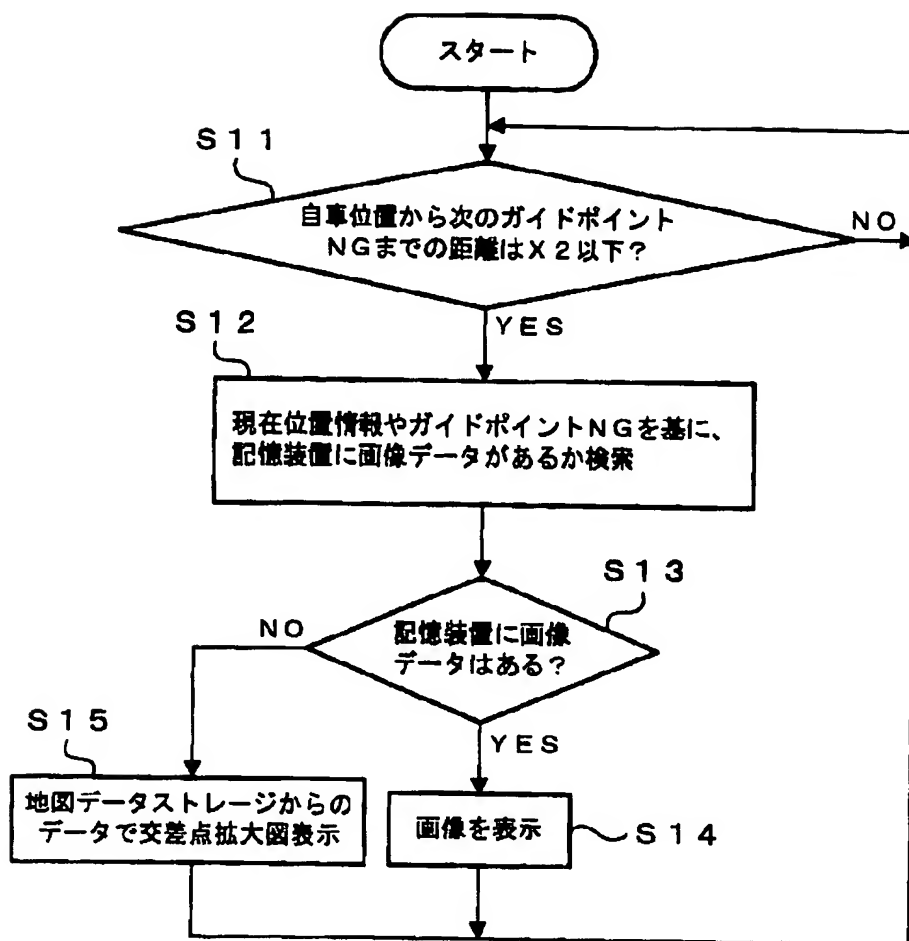 スタート
S11
自車位置から次のガイドポイント
NGまでの距離はX2以下?
NO
YES
S12
現在位置情報やガイドポイントNGを基に、
記憶装置に画像データがあるか検索
S13
記憶装置に画像
データはある?
NO
YES
S15
地図データストレージからの
データで交差点拡大図表示
画像を表示
S14